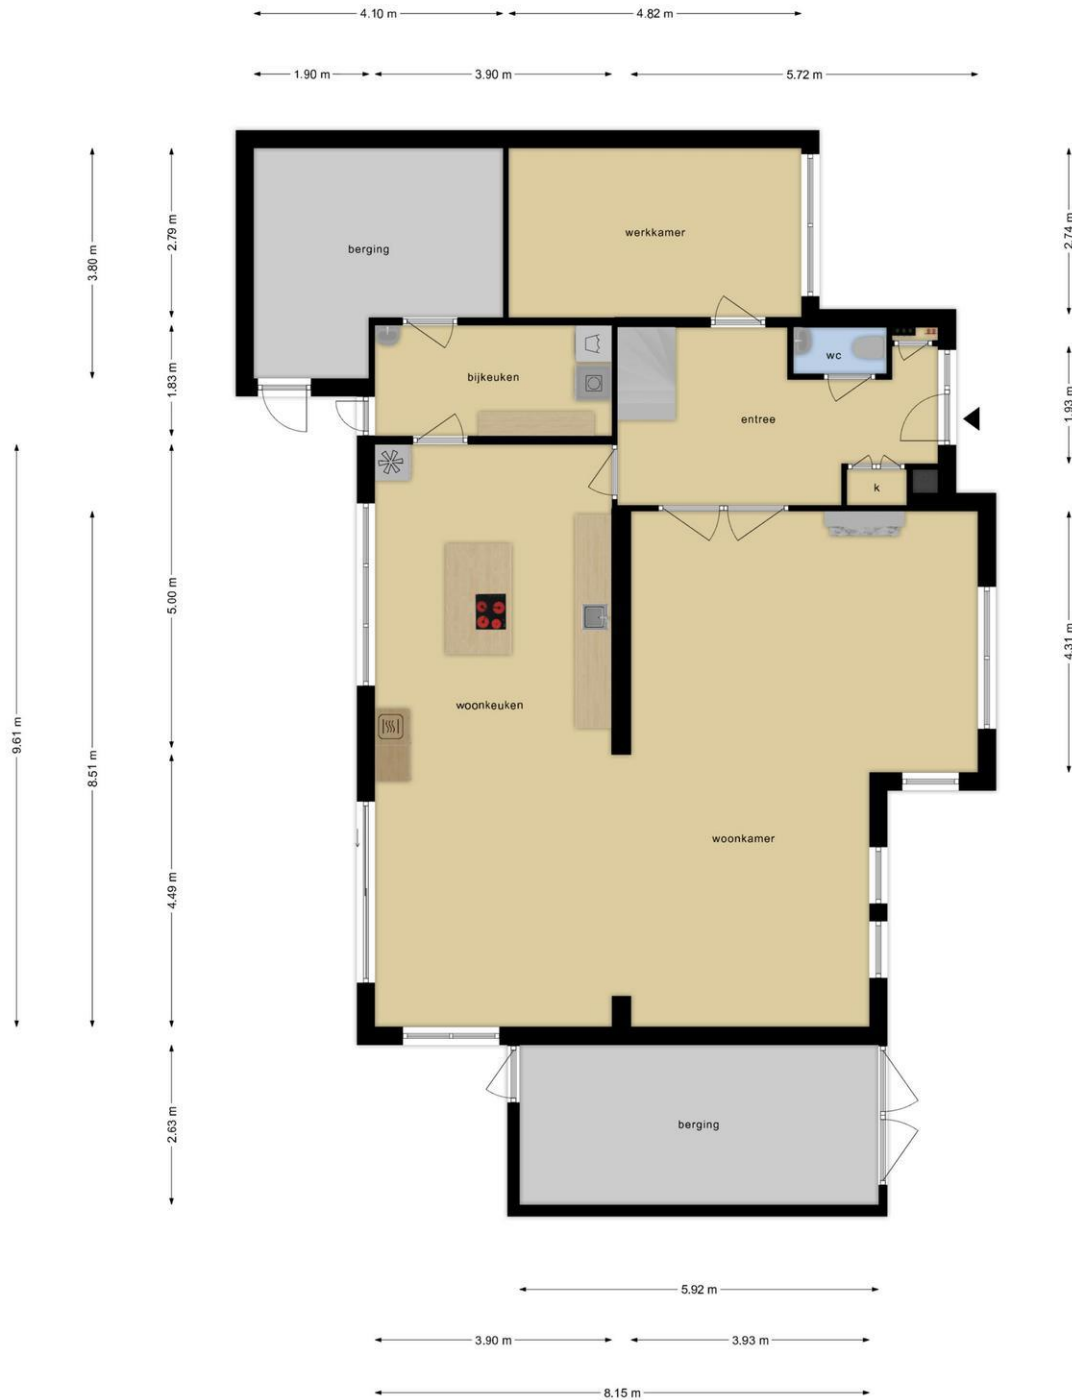 4.10 m
4.82 m
1.90 m
3.90 m
5.72 m
3.80 m
2.79 m
2.74 m
berging
werkkamer
1.83 m
bijkeuken
wc
entree
1.93 m
k
9.61 m
8.51 m
5.00 m
4.31 m
woonkeuken
woonkamer
4.49 m
2.63 m
berging
5.92 m
3.90 m
3.93 m
8.15 m